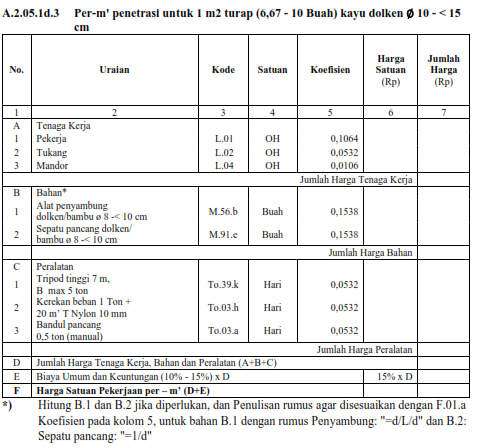 A.2.05.1d.3 Per-m' penetrasi untuk 1 m2 turap (6,67 - 10 Buah) kayu dolken Ø 10 - < 15
cm
No. Uraian Kode Satuan Koefisien Harga Satuan (Rp) Jumlah Harga (Rp)
1 2 3 4 5 6 7
A Tenaga Kerja
1 Pekerja L.01 OH 0,1064
2 Tukang L.02 OH 0,0532
3 Mandor L.04 OH 0,0106
Jumlah Harga Tenaga Kerja
B Bahan*
1 Alat penyambung dolken/bambu ø 8 -< 10 cm M.56.b Buah 0,1538
2 Sepatu pancang dolken/ bambu ø 8 -< 10 cm M.91.e Buah 0,1538
Jumlah Harga Bahan
C Peralatan
1 Tripod tinggi 7 m, B max 5 ton To.39.k Hari 0,0532
2 Kerekan beban 1 Ton + 20 m' T Nylon 10 mm To.03.h Hari 0,0532
3 Bandul pancang 0,5 ton (manual) To.03.a Hari 0,0532
Jumlah Harga Peralatan
D Jumlah Harga Tenaga Kerja, Bahan dan Peralatan (A+B+C)
E Biaya Umum dan Keuntungan (10% - 15%) x D 15% x D
F Harga Satuan Pekerjaan per – m' (D+E)
*) Hitung B.1 dan B.2 jika diperlukan, dan Penulisan rumus agar disesuaikan dengan F.01.a
Koefisien pada kolom 5, untuk bahan B.1 dengan rumus Penyambung: "=d/L/d" dan B.2:
Sepatu pancang: "=1/d"